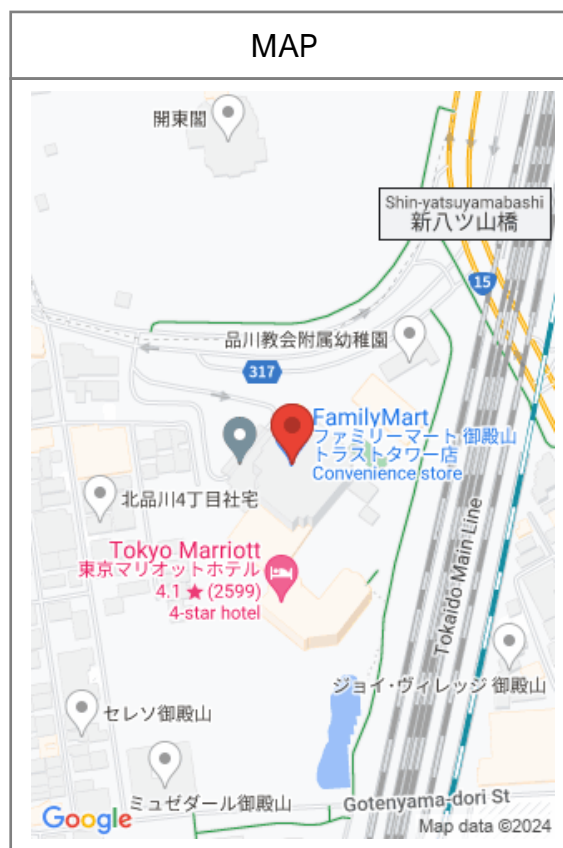 MAP
開東閣
Shin-yatsuyamabashi
新八ツ山橋
15
品川教会附属幼稚園
317
FamilyMart
ファミリーマート 御殿山
トラストタワー店
Convenience store
北品川4丁目社宅
Tokyo Marriott
東京マリオットホテル
4.1 ★ (2599)
4-star hotel
Tokaido Main Line
ジョイ・ヴィレッジ 御殿山
セレソ御殿山
ミュゼダール御殿山
Gotenyama-dori St
Google
Map data ©2024